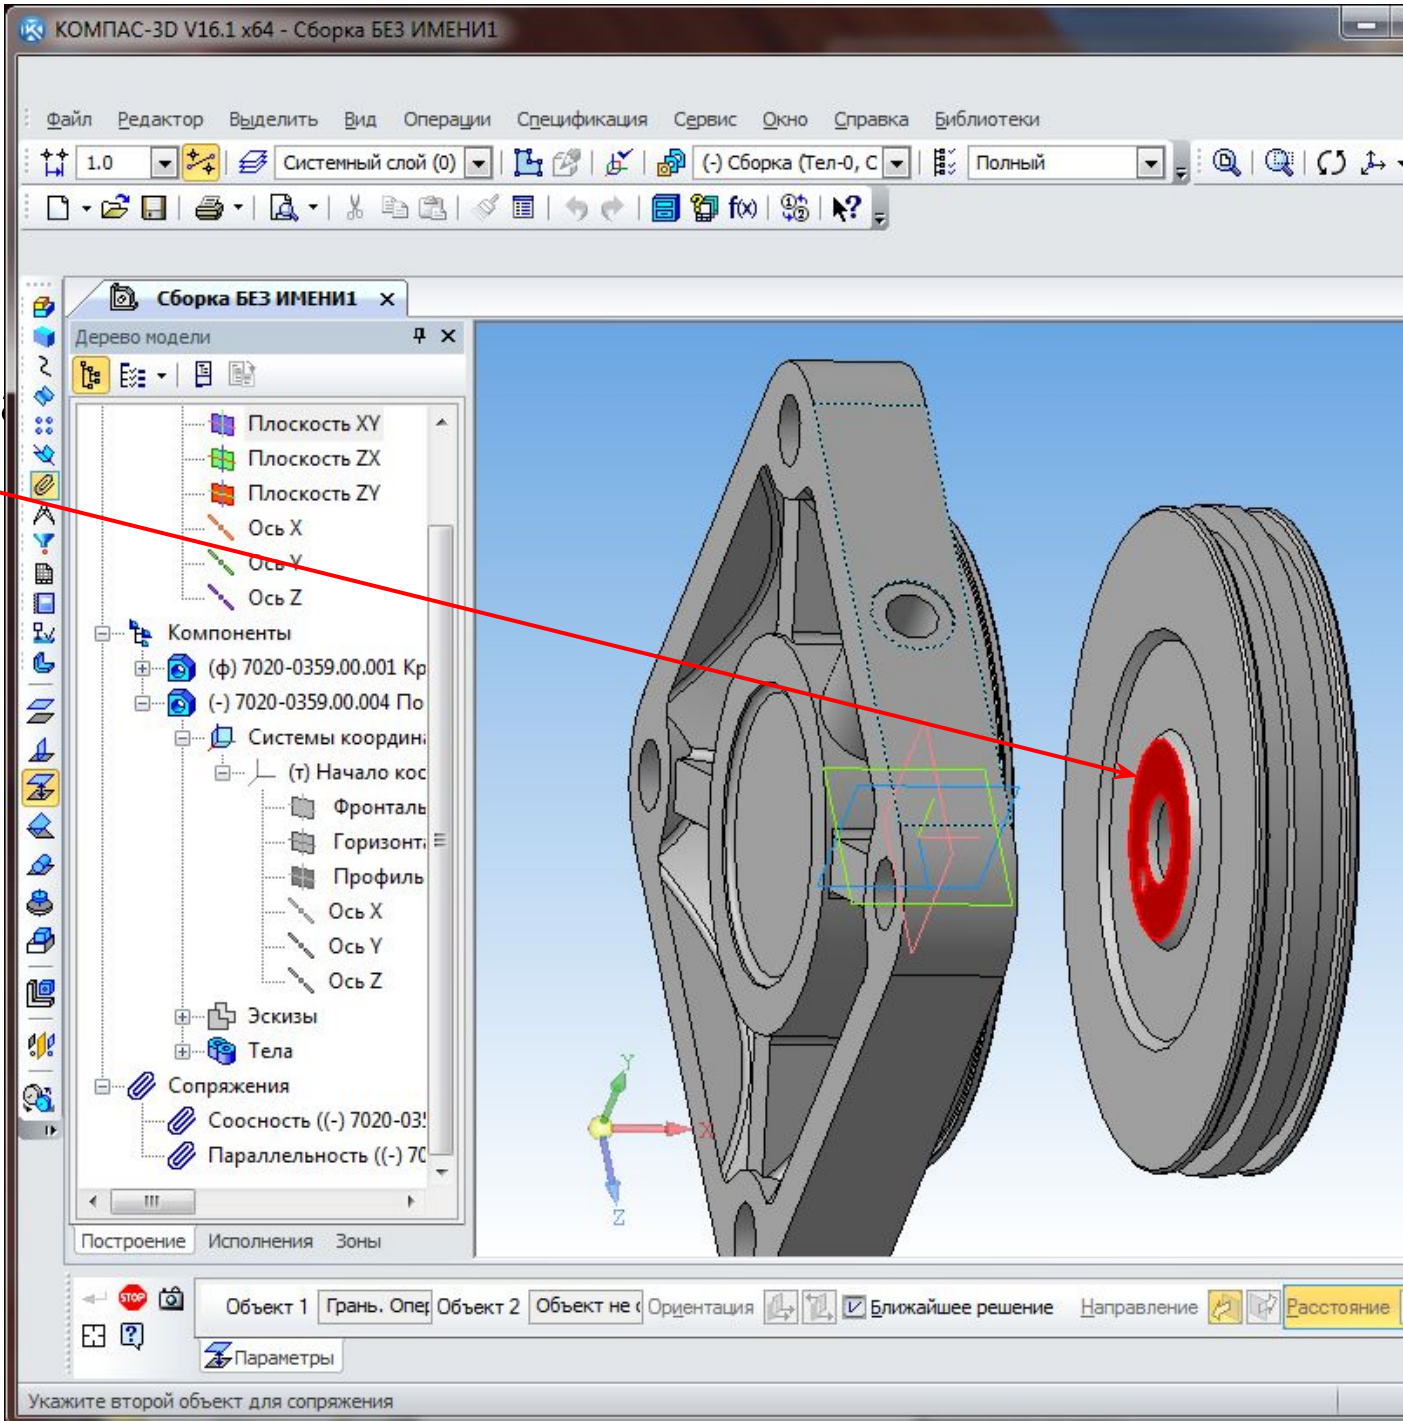 КОМПАС-3D V16.1 x64 - Сборка БЕЗ ИМЕНИ1
Файл Редактор Выделить Вид Операции Спецификация Сервис Окно Справка Библиотеки
1.0 Системный слой (0) (-) Сборка (Тел-0, С Полный
f(x)
Сборка БЕЗ ИМЕНИ1
Дерево модели
Плоскость XY
Плоскость ZX
Плоскость ZY
Ось X
Ось Y
Ось Z
Компоненты
(ф) 7020-0359.00.001 Кр
(-) 7020-0359.00.004 По
Системы координ
(т) Начало коо
Фронталь
Горизонт
Профиль
Ось X
Ось Y
Ось Z
Эскизы
Тела
Сопряжения
Соосность ((-) 7020-03
Параллельность ((-) 70
Y
X
Z
Построение Исполнения Зоны
STOP
Объект 1 Грань. Опер Объект 2 Объект не Ориентация Ближайшее решение Направление Расстояние
Параметры
Укажите второй объект для сопряжения